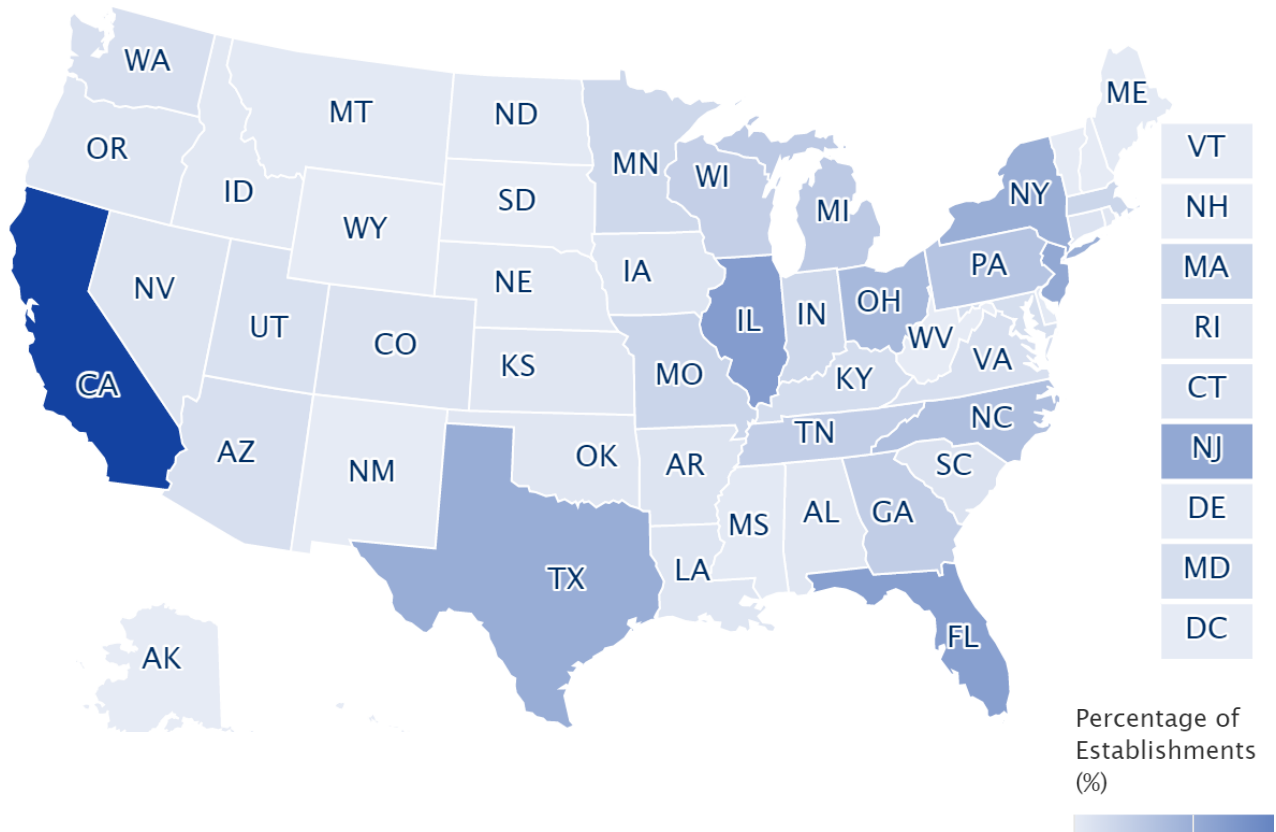 WA
MT
ND
ME
OR
ID
MN
WI
VT
SD
NY
NH
WY
MI
MA
IA
PA
NV
NE
OH
UT
IL
IN
RI
CO
WV
VA
KS
MO
KY
CA
CT
NC
TN
AZ
OK
AR
SC
NJ
NM
MS
AL
GA
DE
TX
LA
MD
FL
DC
AK
Percentage of
Establishments
(%)